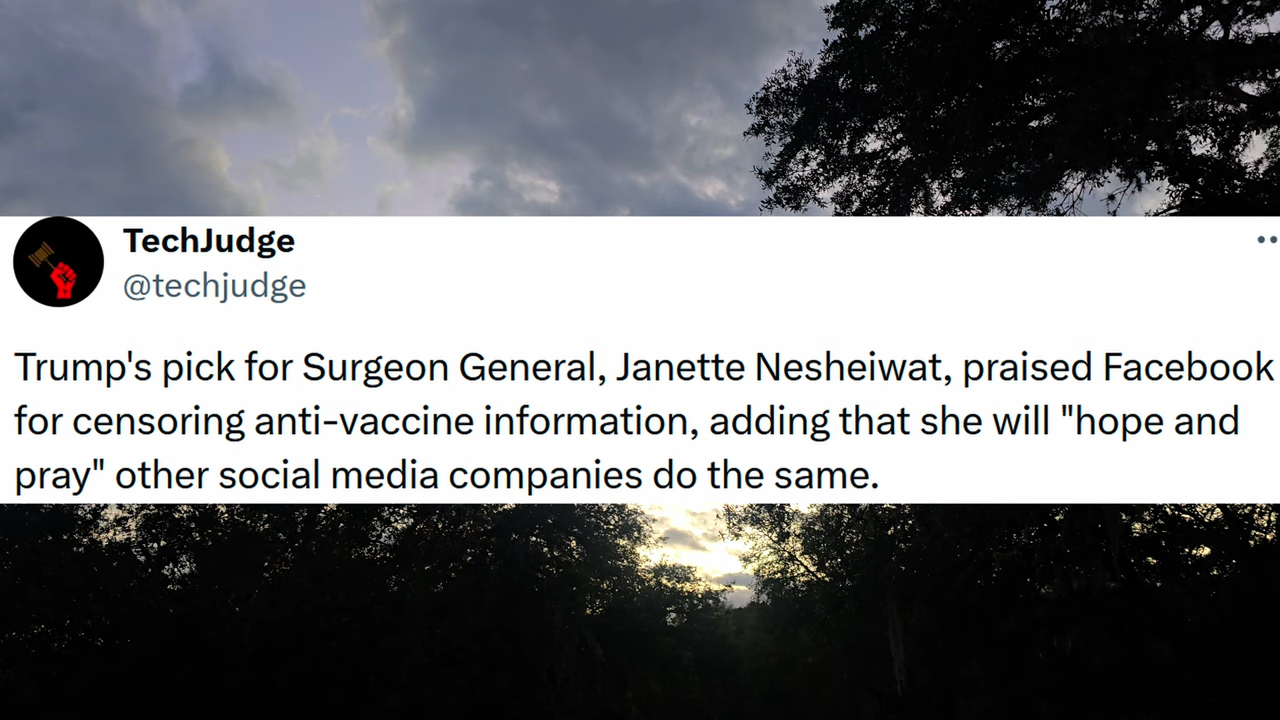 TechJudge
@techjudge
Trump's pick for Surgeon General, Janette Nesheiwat, praised Facebook
for censoring anti-vaccine information, adding that she will "hope and
pray" other social media companies do the same.